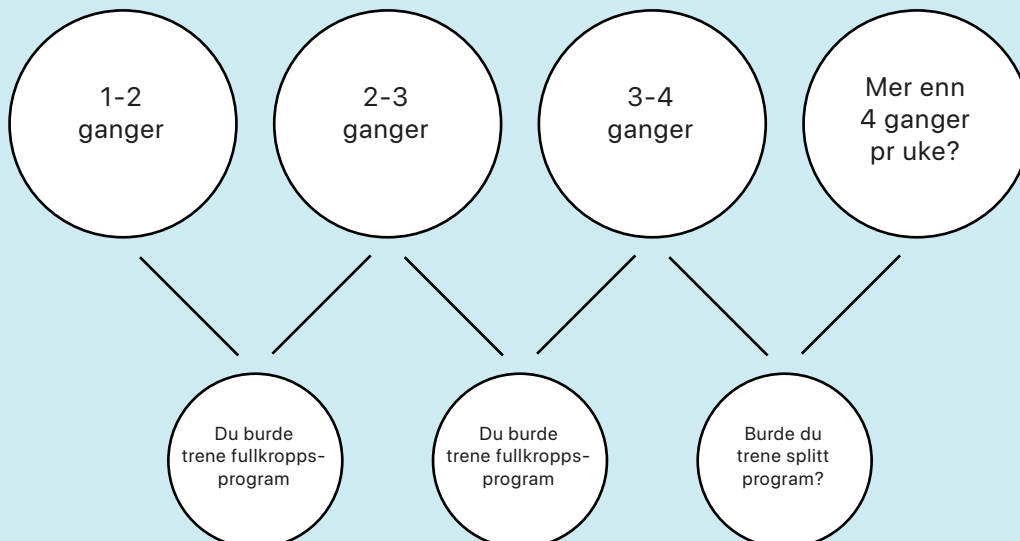 1-2
ganger
2-3
ganger
3-4
ganger
Mer enn
4 ganger
pr uke?
Du burde
trene fullkropps-
program
Du burde
trene fullkropps-
program
Burde du
trene splitt
program?